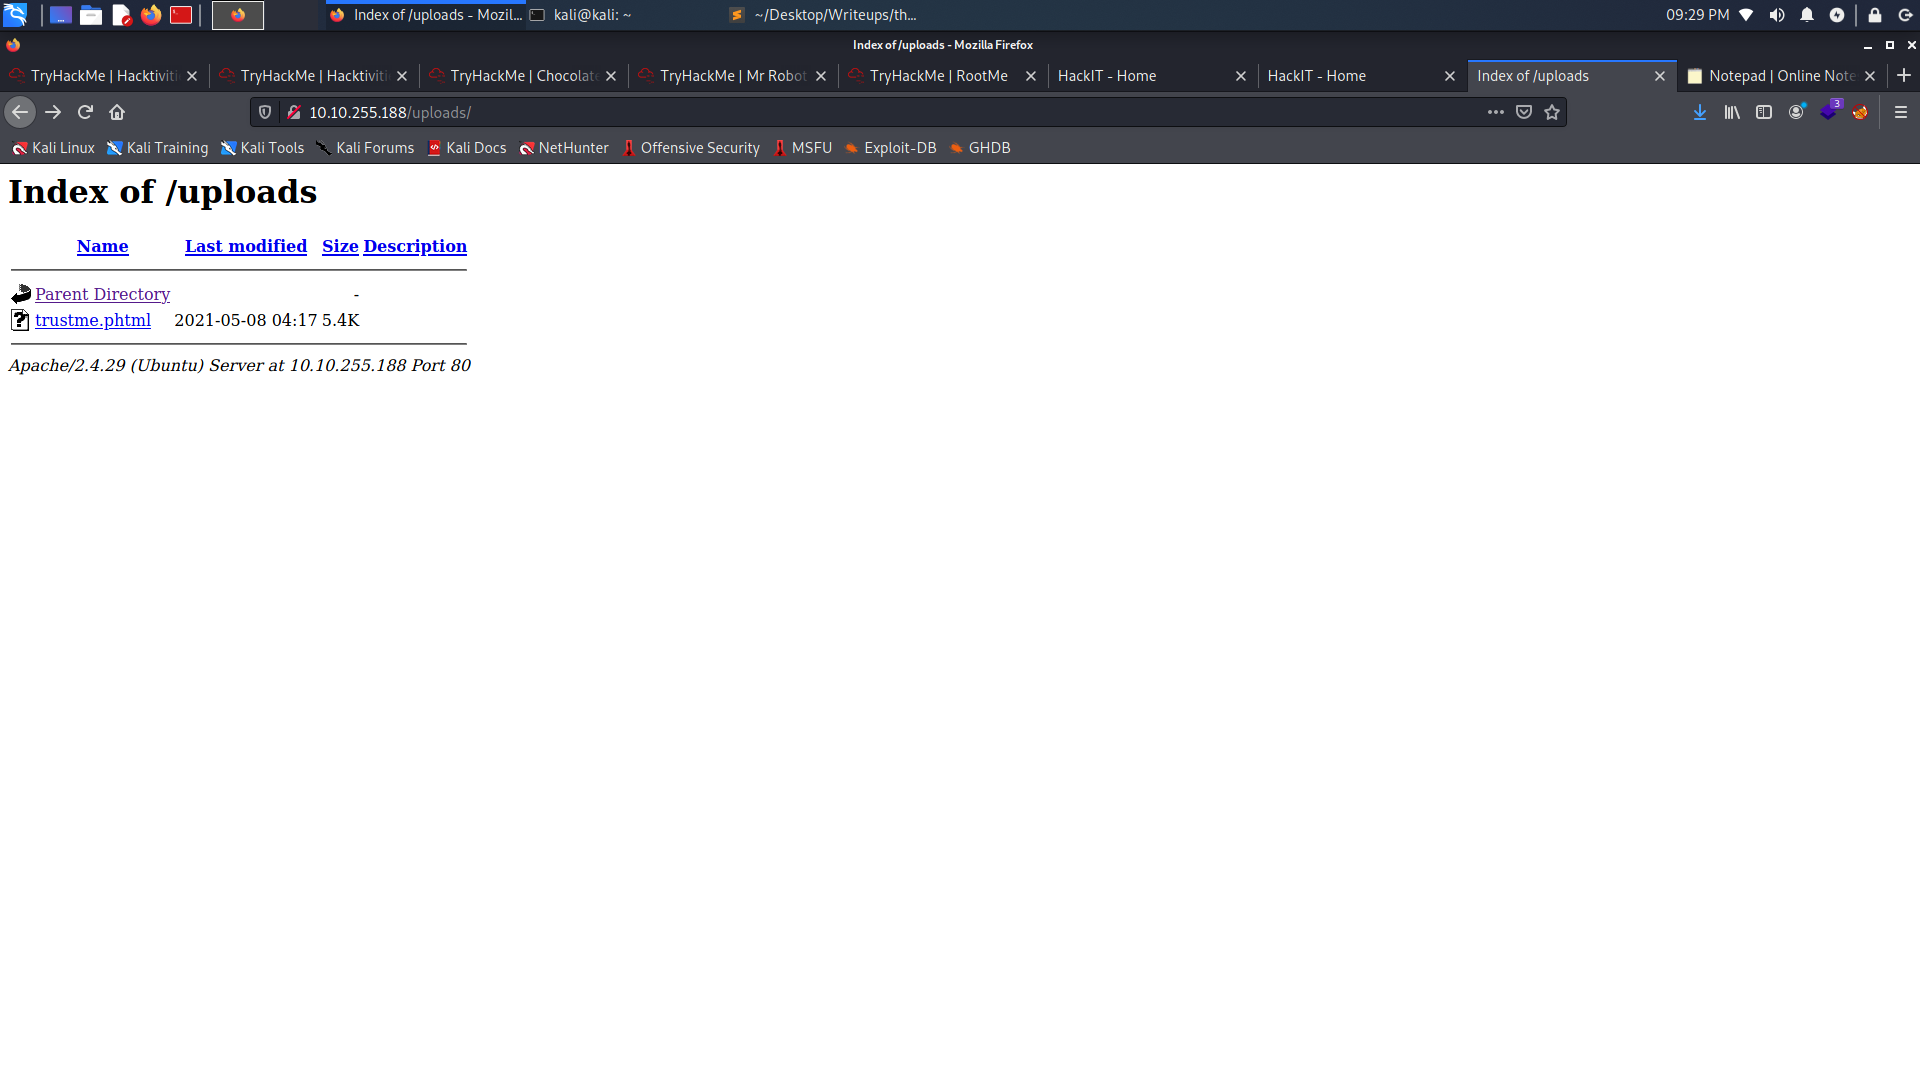 Index of /uploads - Mozil... kali@kali: ~ ~/Desktop/Writeups/th... 09:29 PM
Index of /uploads - Mozilla Firefox
TryHackMe | Hacktiviti TryHackMe | Hacktiviti TryHackMe | Chocolate TryHackMe | Mr Robot TryHackMe | RootMe HackIT - Home HackIT - Home Index of /uploads Notepad | Online Note
10.10.255.188/uploads/ 3
Kali Linux Kali Training Kali Tools Kali Forums Kali Docs NetHunter Offensive Security MSFU Exploit-DB GHDB
Index of /uploads
Name Last modified Size Description
Parent Directory -
trustme.phtml 2021-05-08 04:17 5.4K
Apache/2.4.29 (Ubuntu) Server at 10.10.255.188 Port 80